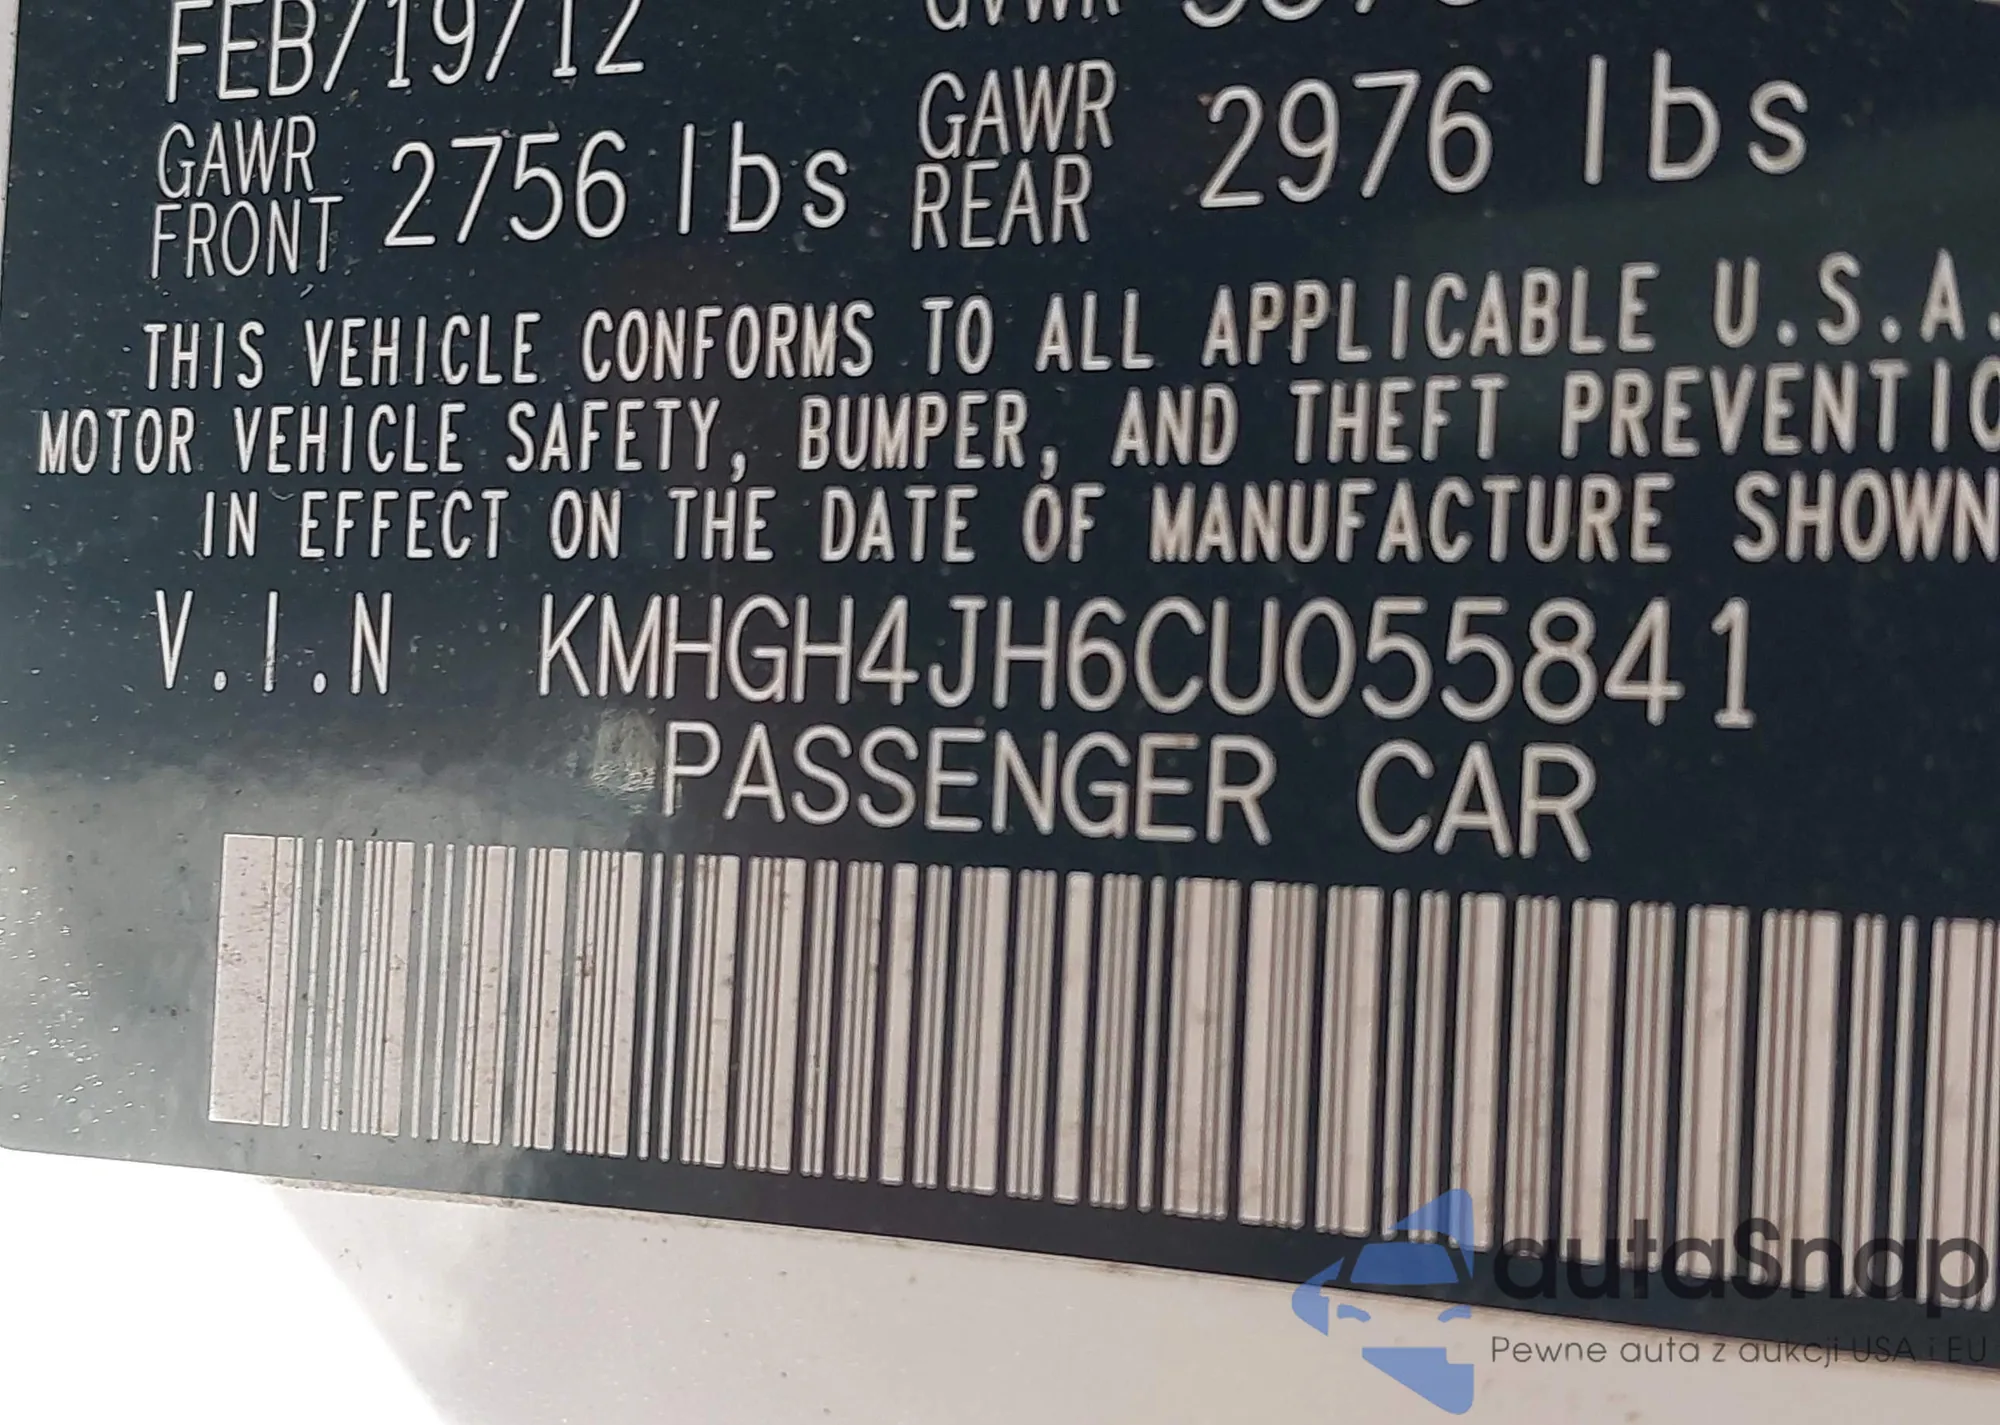 FEB/19/12 GVWR
GAWR FRONT 2756 lbs GAWR REAR 2976 lbs
THIS VEHICLE CONFORMS TO ALL APPLICABLE U.S.A.
MOTOR VEHICLE SAFETY, BUMPER, AND THEFT PREVENTIO
IN EFFECT ON THE DATE OF MANUFACTURE SHOWN
V.I.N KMHGH4JH6CU055841
PASSENGER CAR
autaSnap
Pewne auta z aukcji USA i EU